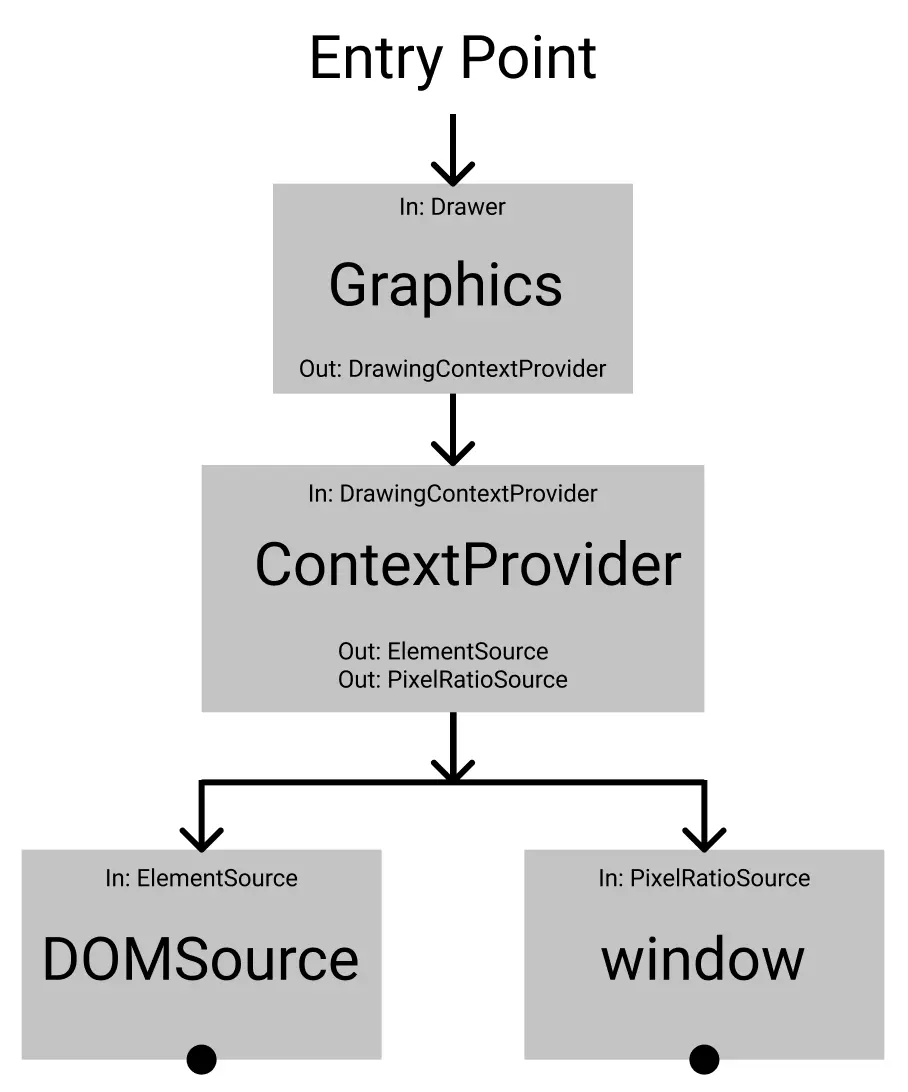 Entry Point
In: Drawer
Graphics
Out: DrawingContextProvider
In: DrawingContextProvider
ContextProvider
Out: ElementSource
Out: PixelRatioSource
In: ElementSource
DOMSource
In: PixelRatioSource
window